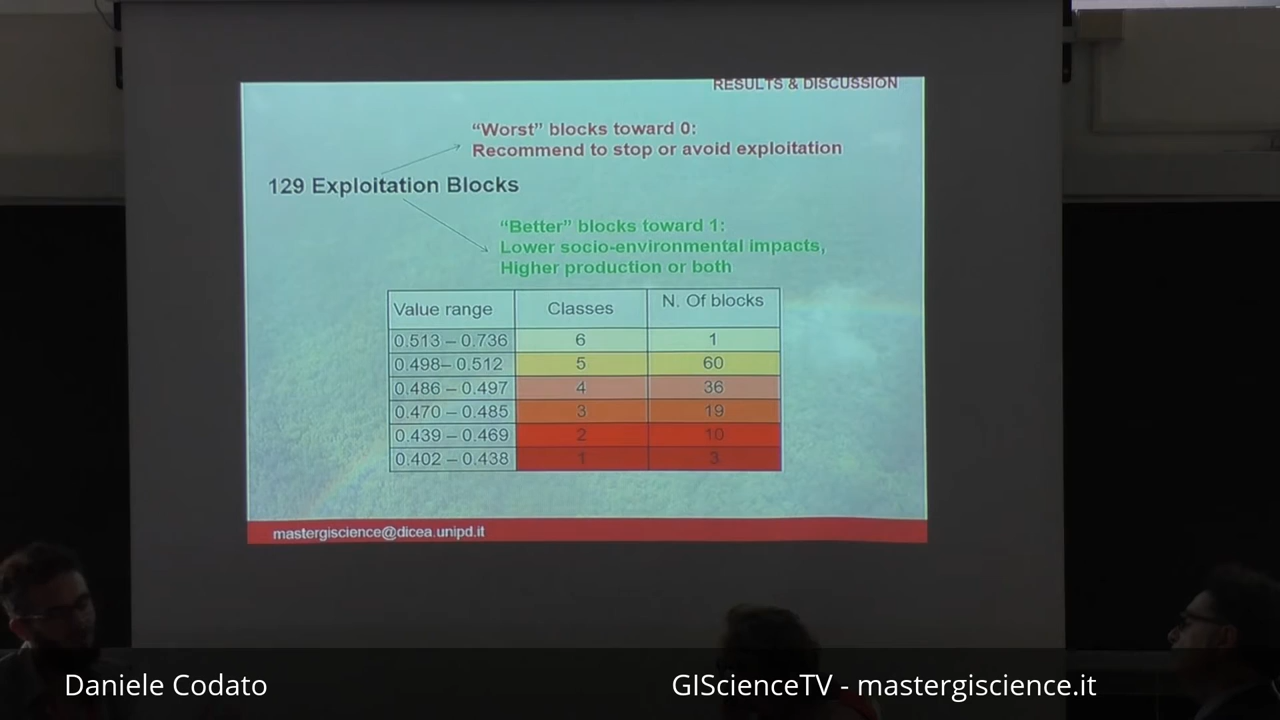 RESULTS & DISCUSSION
“Worst” blocks toward 0:
Recommend to stop or avoid exploitation
129 Exploitation Blocks
“Better” blocks toward 1:
Lower socio-environmental impacts,
Higher production or both
Value range Classes N. Of blocks
0.513 – 0.736 6 1
0.498– 0.512 5 60
0.486 – 0.497 4 36
0.470 – 0.485 3 19
0.439 – 0.469 2 10
0.402 – 0.438 1 3
mastergiscience@dicea.unipd.it
Daniele Codato
GIScienceTV - mastergiscience.it